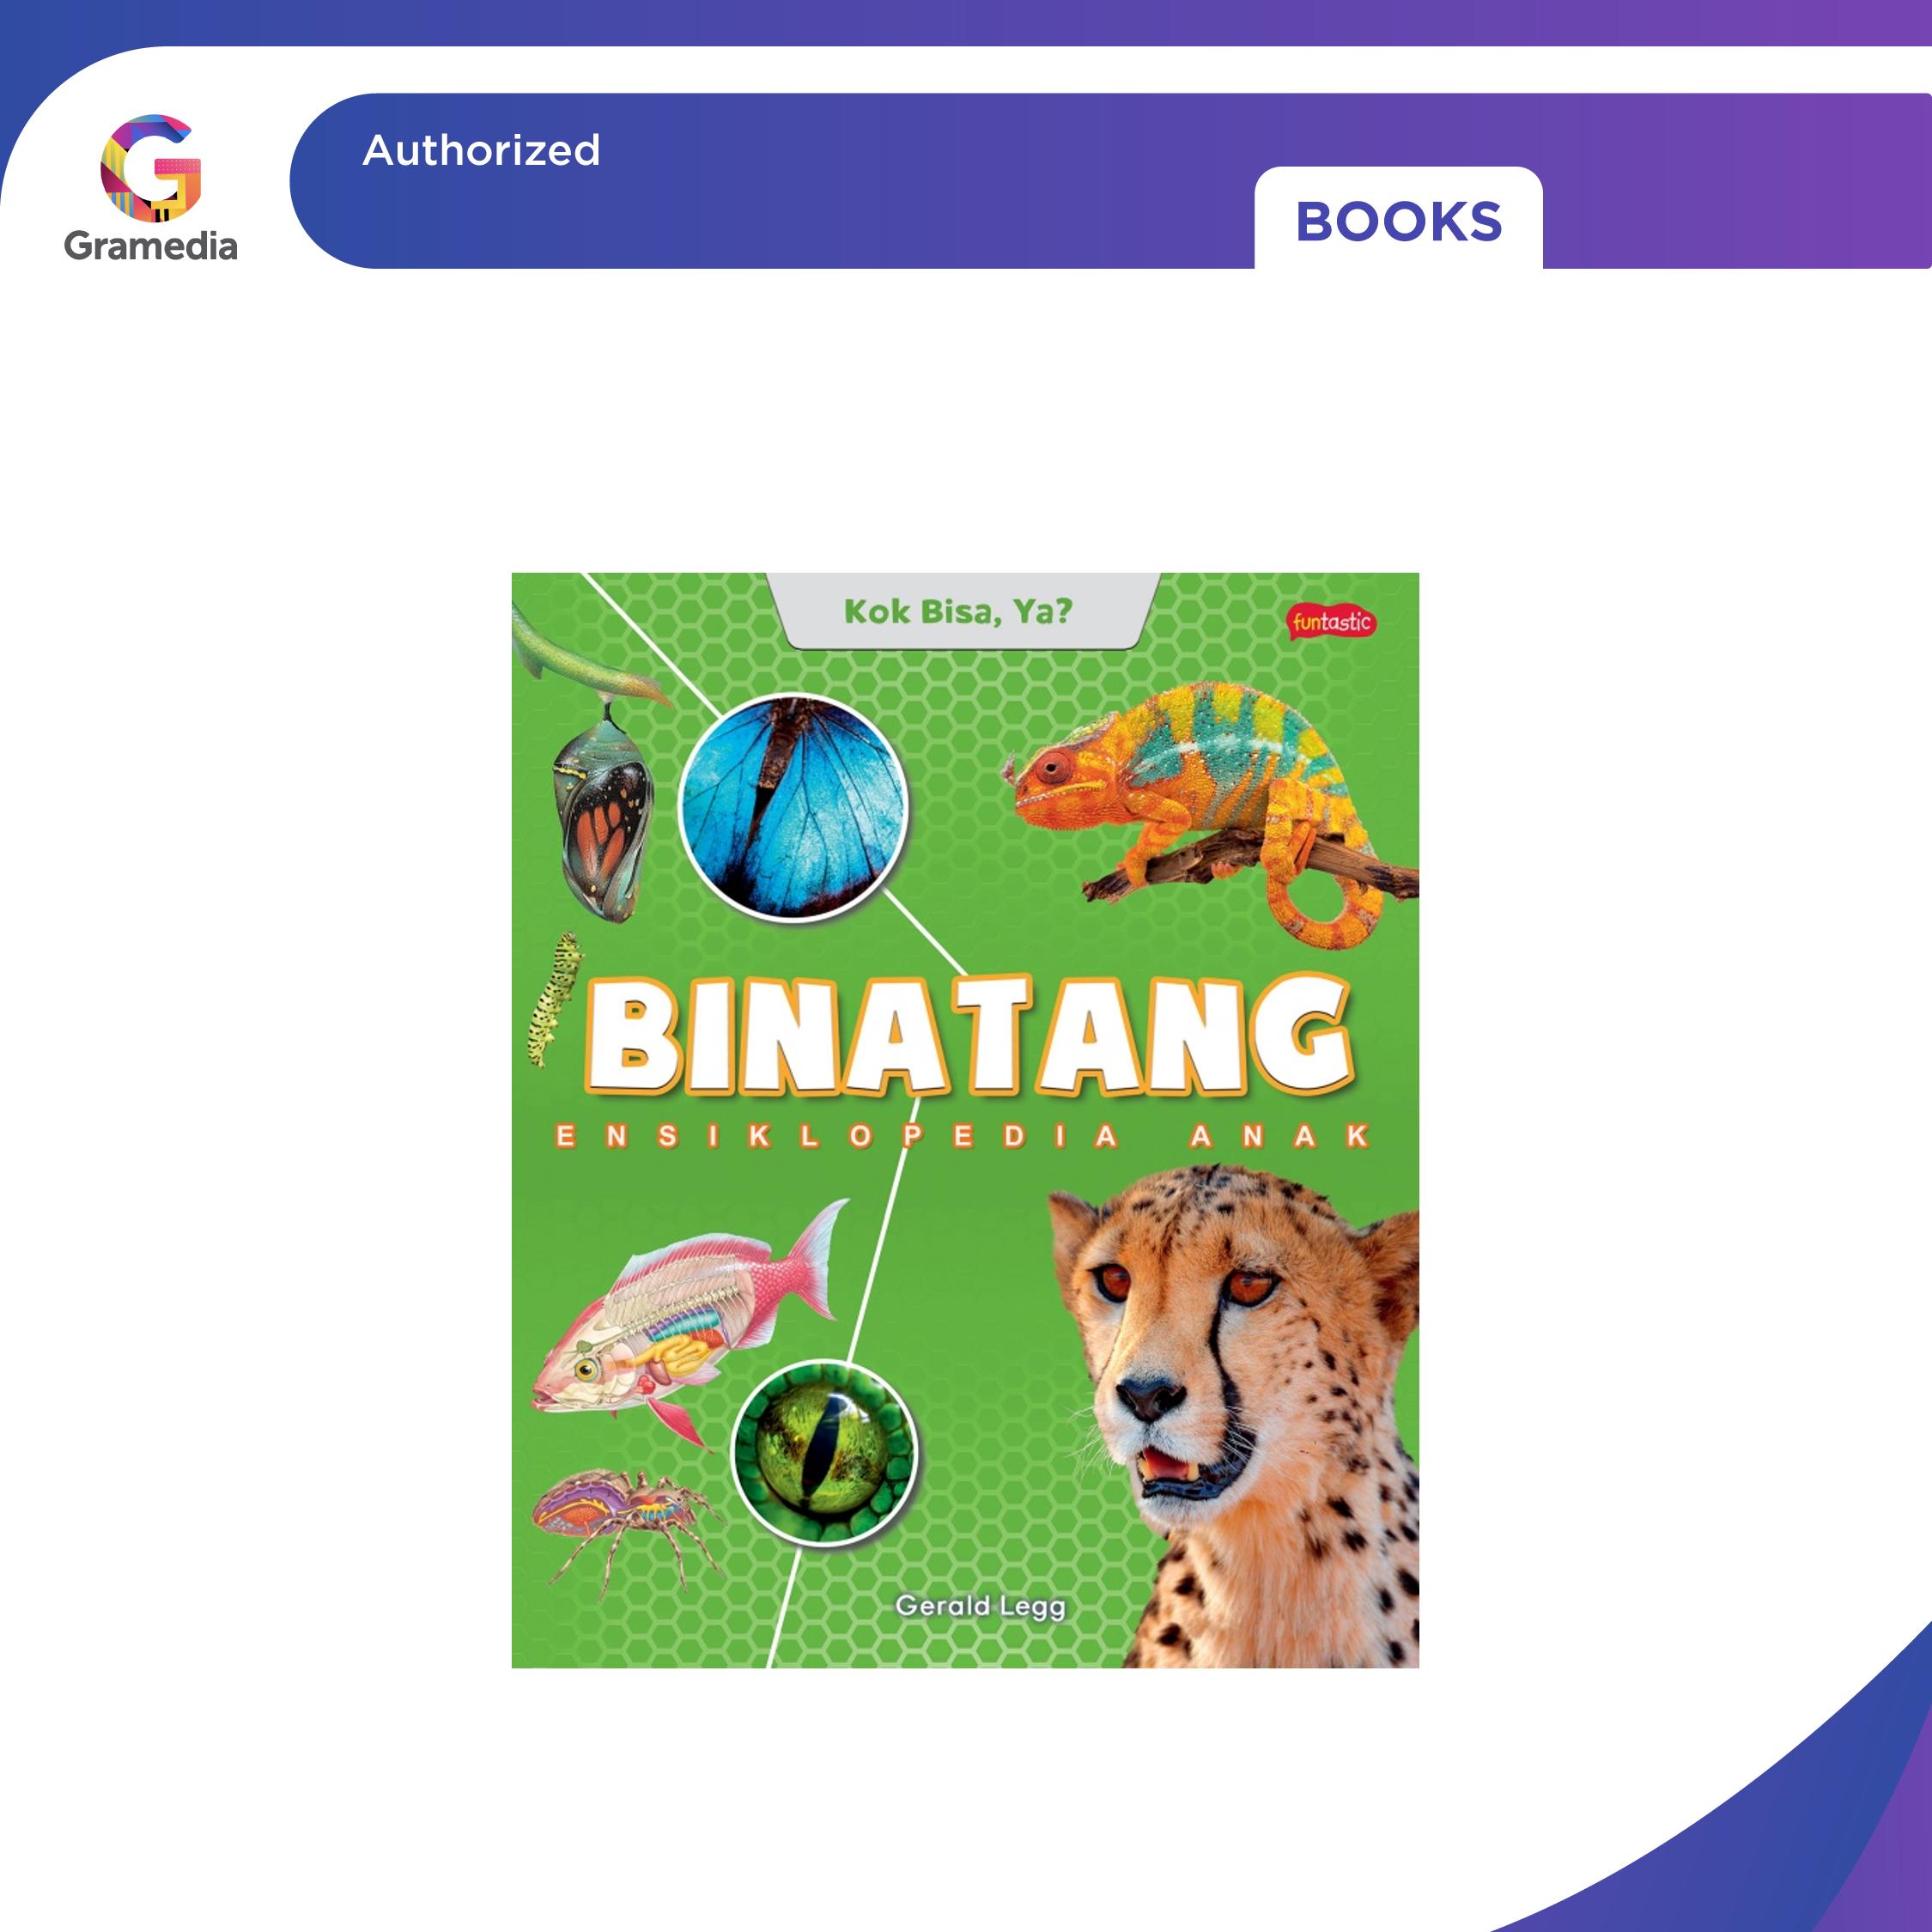 Gramedia
Authorized
BOOKS
Kok Bisa, Ya?
funtastic
BINATANG
ENSIKLOPEDIA ANAK
Gerald Legg